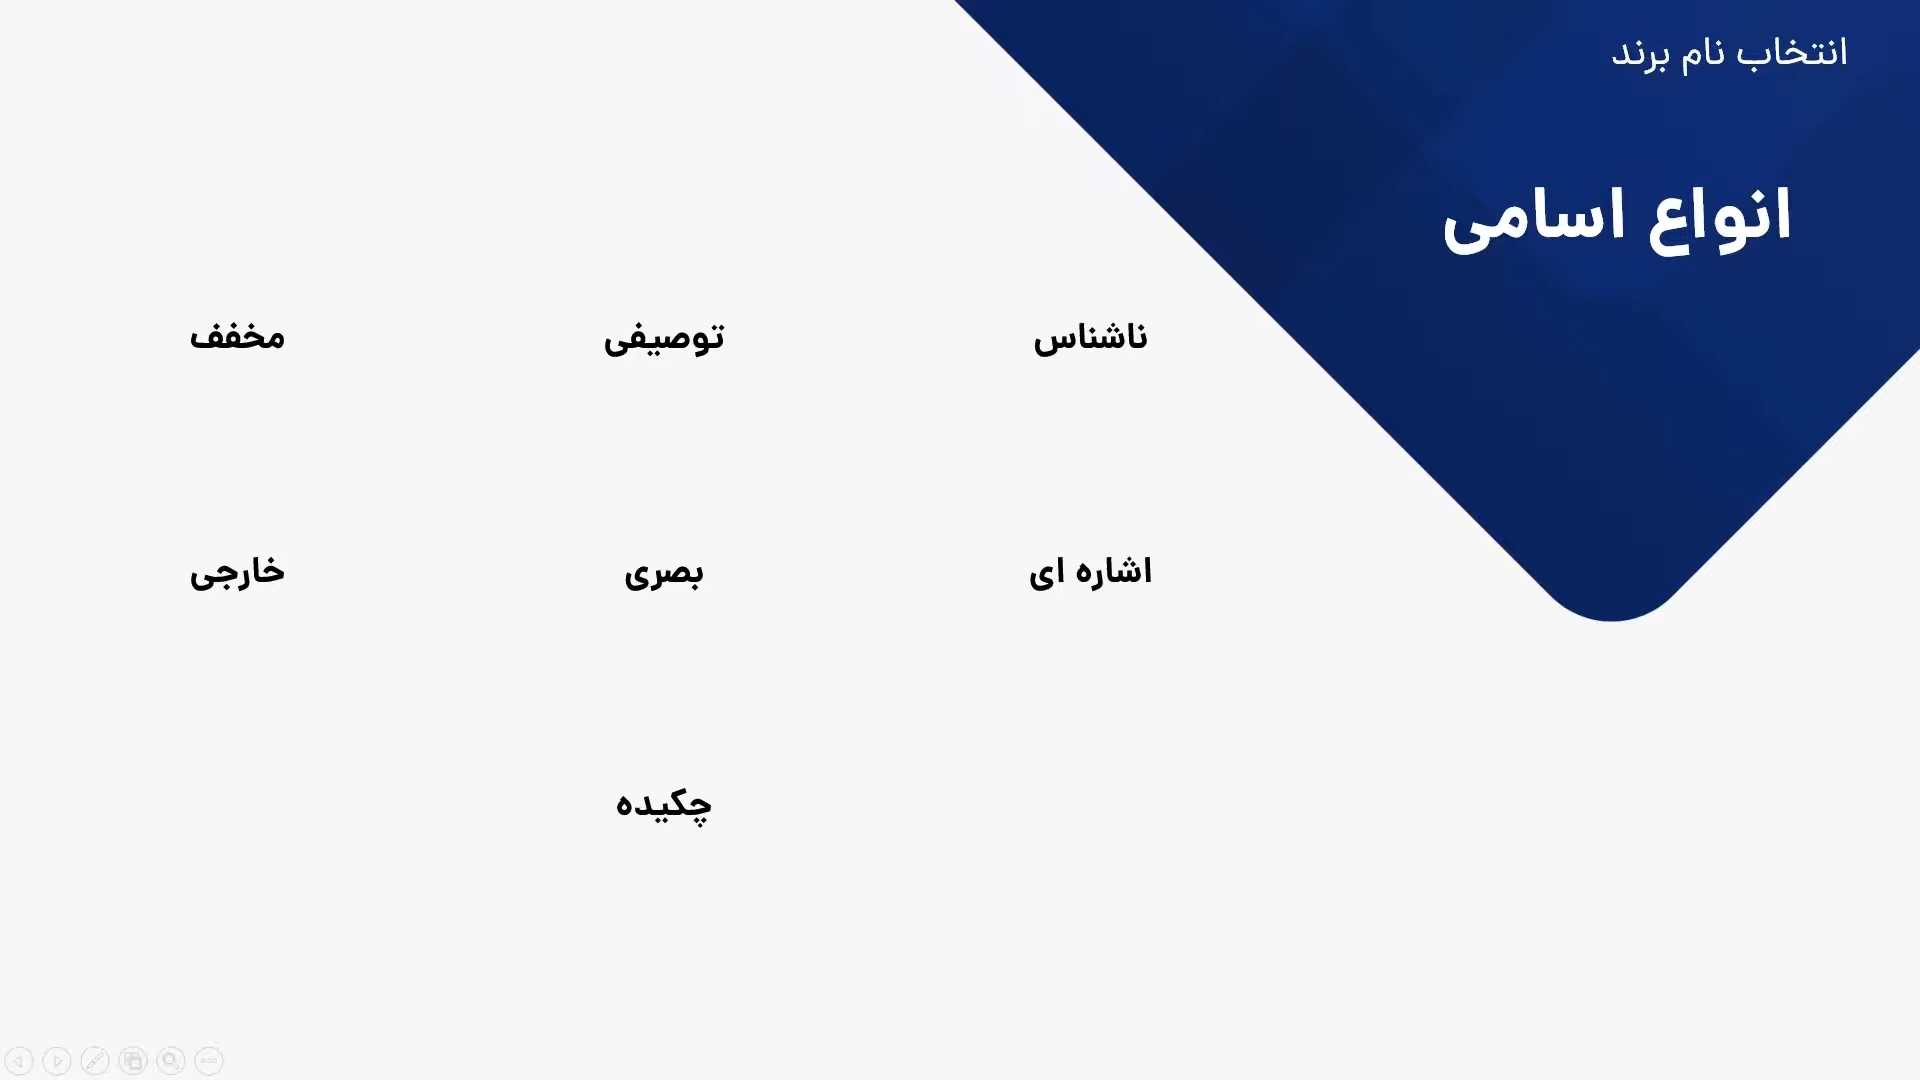 انتخاب نام برند
انواع اسامی
ناشناس
توصیفی
مخفف
اشاره ای
بصری
خارجی
چکیده